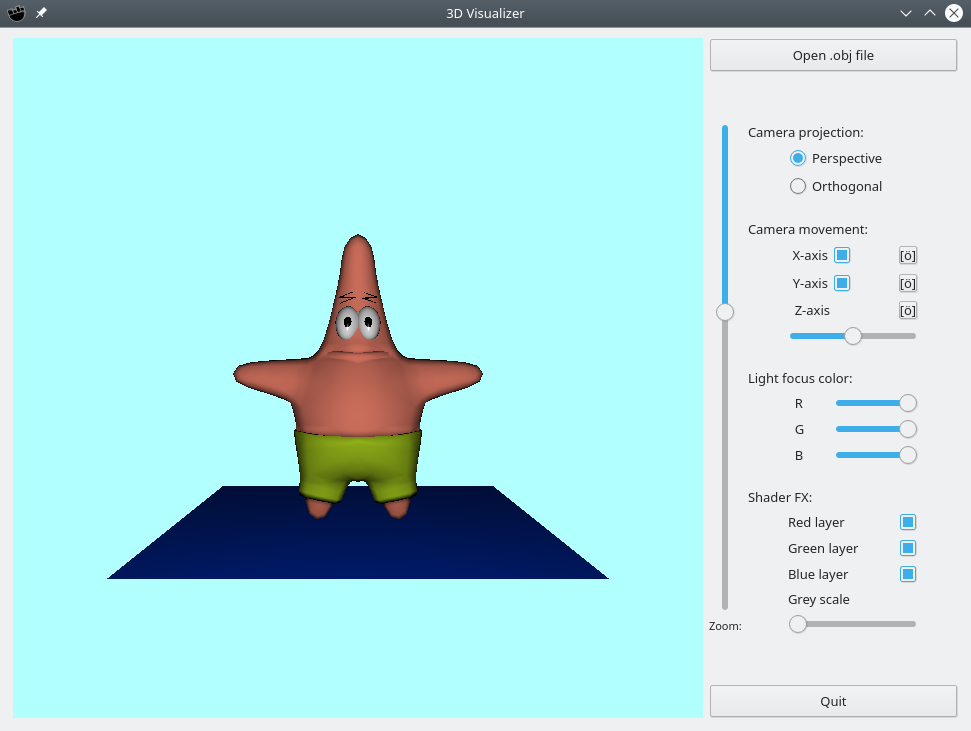 3D Visualizer
Open .obj file
Camera projection:
Perspective
Orthogonal
Camera movement:
X-axis [ö]
Y-axis [ö]
Z-axis [ö]
Light focus color:
R
G
B
Shader FX:
Red layer
Green layer
Blue layer
Grey scale
Zoom:
Quit